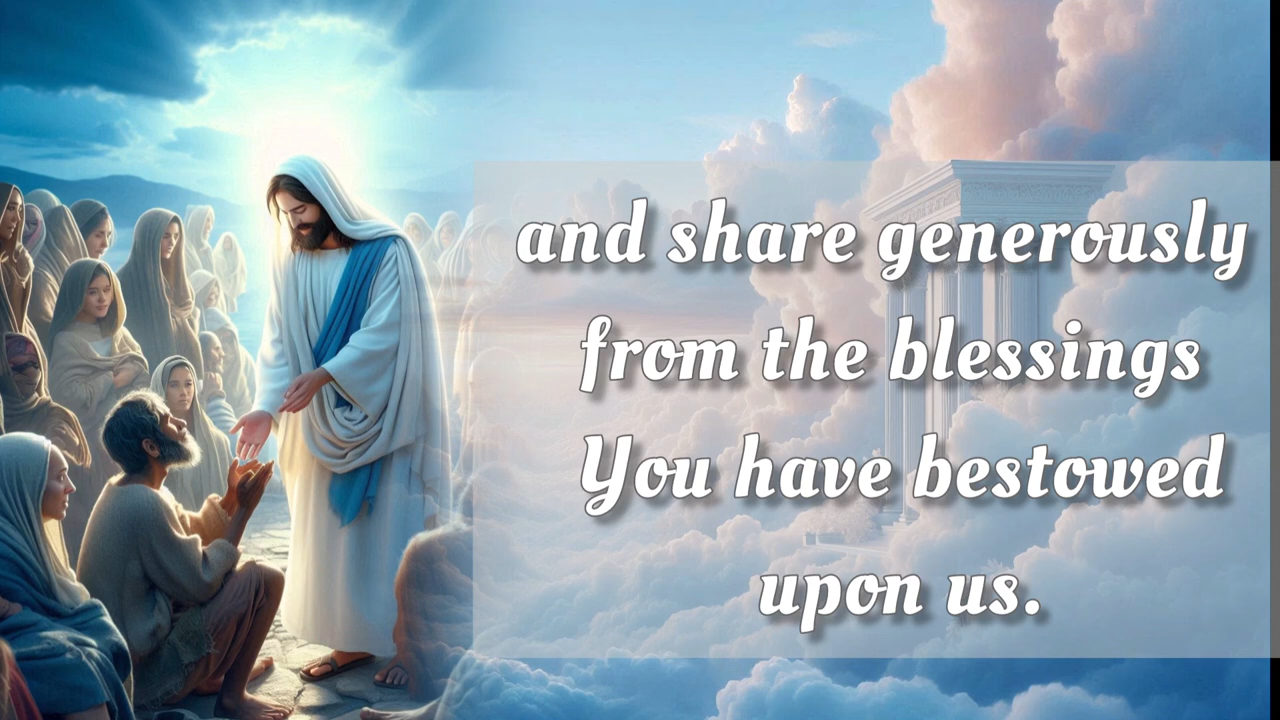 and share generously
from the blessings
You have bestowed
upon us.